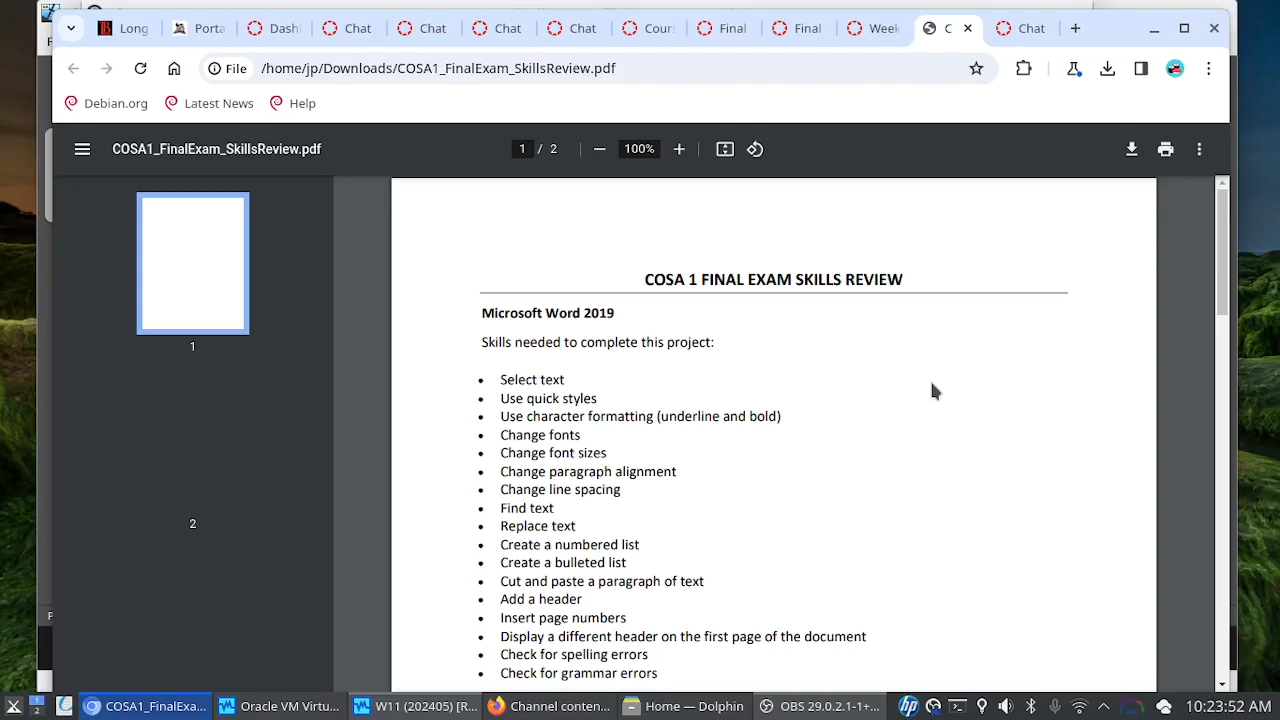 Long
Porta
Dashl
Chat
Chat
Chat
Chat
Cours
Final
Final
Week
C
Chat
File
/home/jp/Downloads/COSA1_FinalExam_SkillsReview.pdf
Debian.org
Latest News
Help
COSA1_FinalExam_SkillsReview.pdf
1 / 2
100%
1
2
COSA 1 FINAL EXAM SKILLS REVIEW
Microsoft Word 2019
Skills needed to complete this project:
• Select text
• Use quick styles
• Use character formatting (underline and bold)
• Change fonts
• Change font sizes
• Change paragraph alignment
• Change line spacing
• Find text
• Replace text
• Create a numbered list
• Create a bulleted list
• Cut and paste a paragraph of text
• Add a header
• Insert page numbers
• Display a different header on the first page of the document
• Check for spelling errors
• Check for grammar errors
1
2
COSA1_FinalExa...
Oracle VM Virtu...
W11 (202405) [R...
Channel conten...
Home — Dolphin
OBS 29.0.2.1-1+...
10:23:52 AM